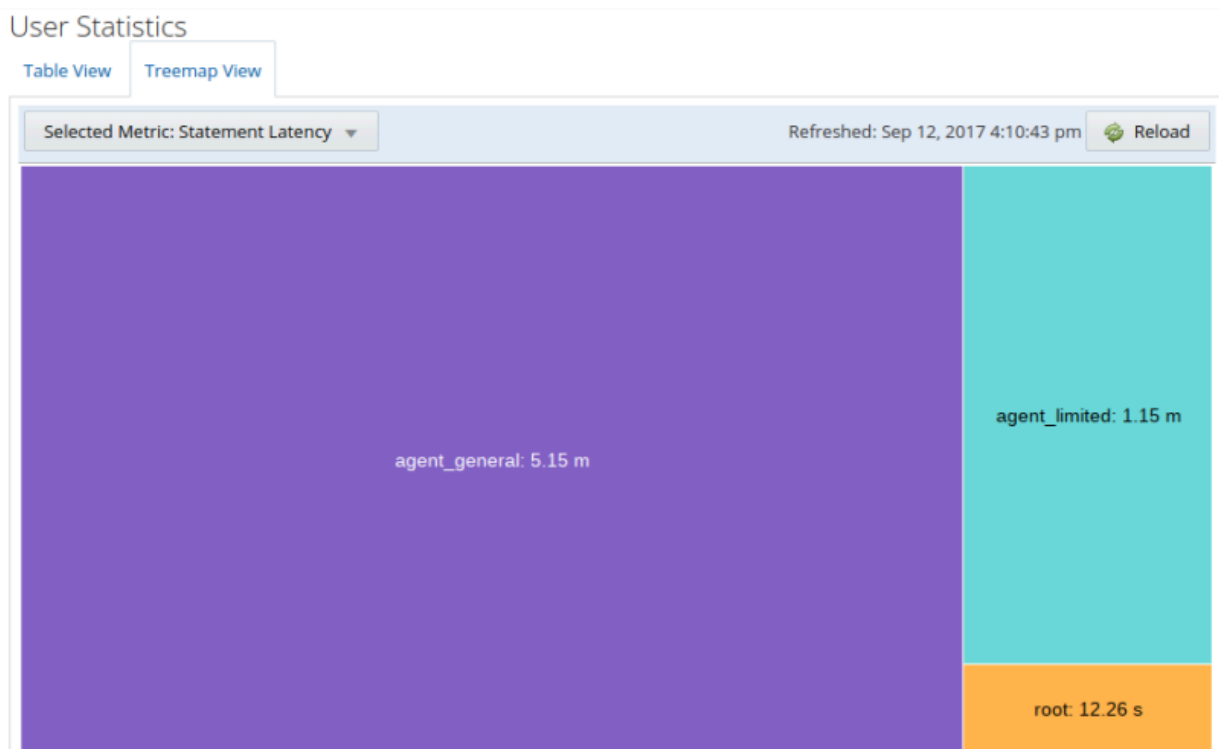 User Statistics
Table View Treemap View
Selected Metric: Statement Latency Refreshed: Sep 12, 2017 4:10:43 pm Reload
agent_general: 5.15 m
agent_limited: 1.15 m
root: 12.26 s